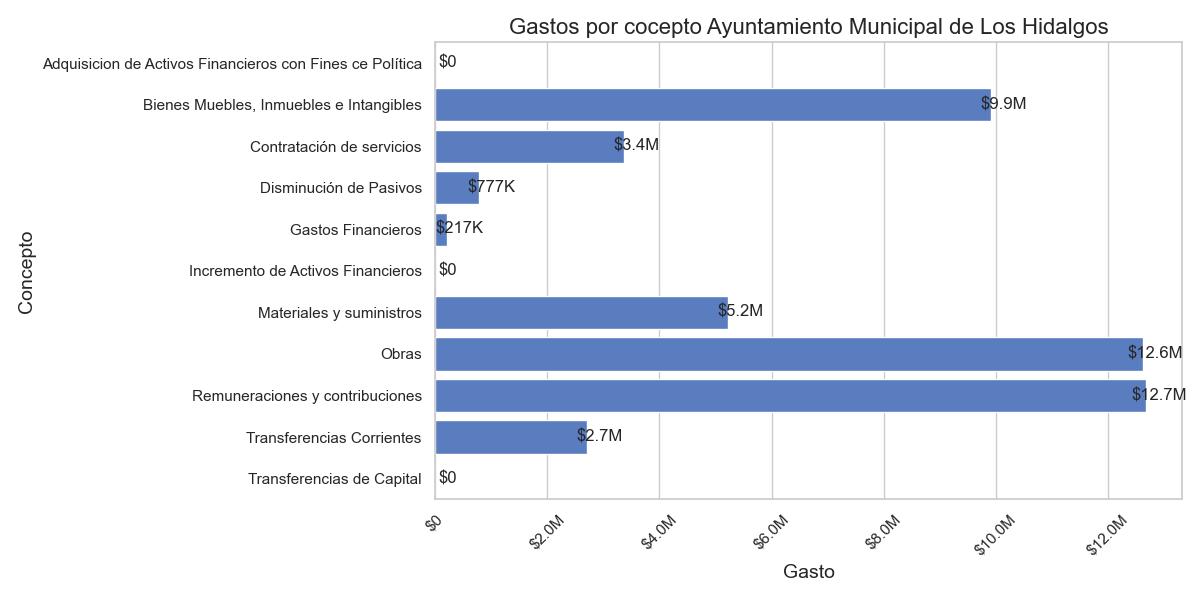 Gastos por cocepto Ayuntamiento Municipal de Los Hidalgos
Concepto
Adquisicion de Activos Financieros con Fines ce Política $0
Bienes Muebles, Inmuebles e Intangibles $9.9M
Contratación de servicios $3.4M
Disminución de Pasivos $777K
Gastos Financieros $217K
Incremento de Activos Financieros $0
Materiales y suministros $5.2M
Obras $12.6M
Remuneraciones y contribuciones $12.7M
Transferencias Corrientes $2.7M
Transferencias de Capital $0
$0 $2.0M $4.0M $6.0M $8.0M $10.0M $12.0M
Gasto